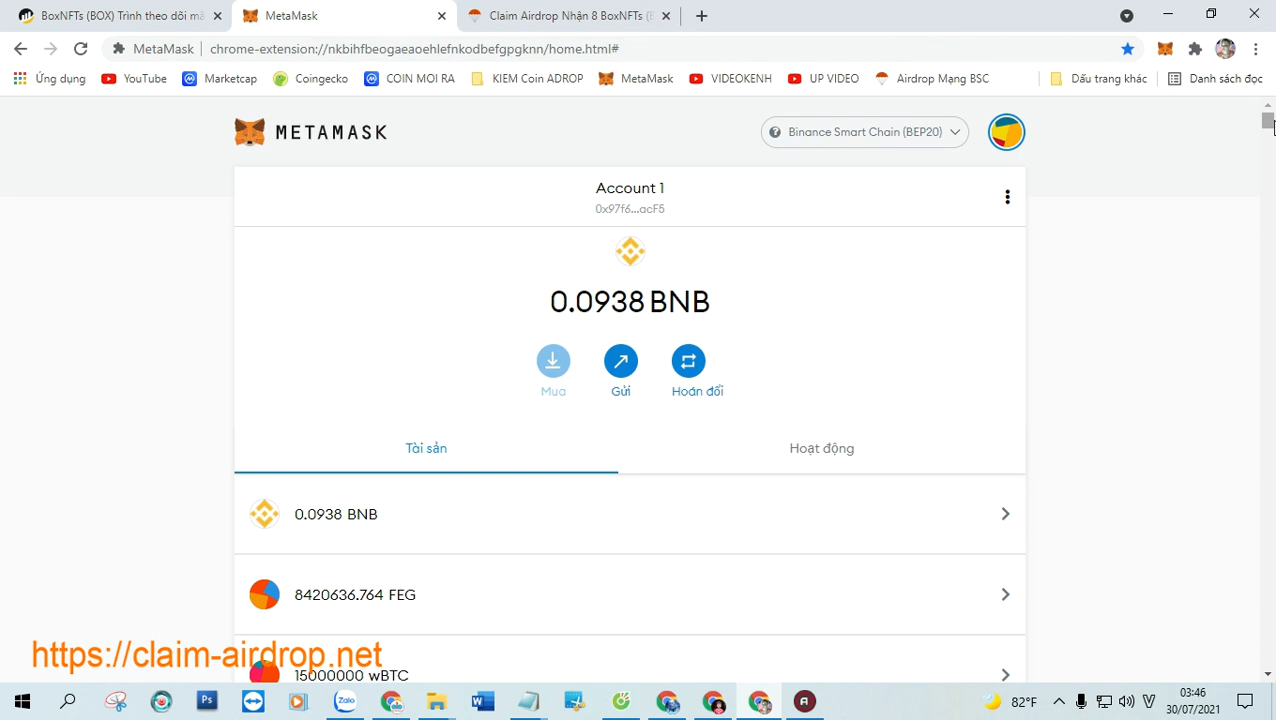 BoxNFTs (BOX) Trình theo dõi mã
MetaMask
Claim Airdrop Nhận 8 BoxNFTs (B
MetaMask
chrome-extension://nkbihfbeogaeaoehlefnkodbefgpgknn/home.html#
Ứng dụng
YouTube
Marketcap
Coingecko
COIN MOI RA
KIEM Coin ADROP
MetaMask
VIDEOKENH
UP VIDEO
Airdrop Mạng BSC
Dấu trang khác
Danh sách đọc
METAMASK
Binance Smart Chain (BEP20)
Account 1
0x97f6...acF5
0.0938 BNB
Mua
Gửi
Hoán đổi
Tài sản
Hoạt động
0.0938 BNB
8420636.764 FEG
15000000 wBTC
https://claim-airdrop.net
Ps
Zalo
W
A
82°F
V
03:46
30/07/2021